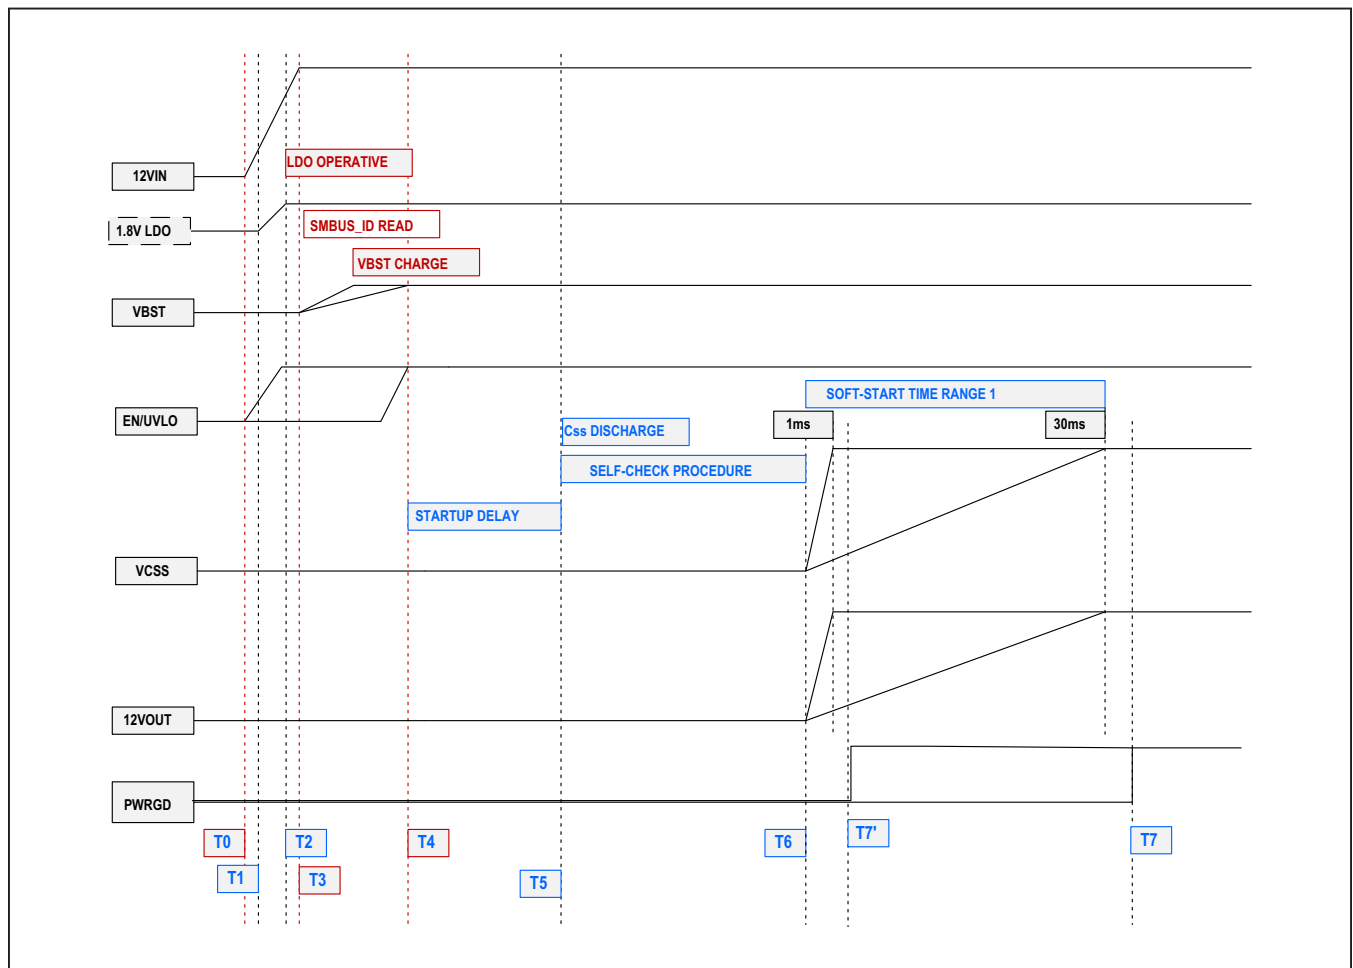 12VIN
LDO OPERATIVE
1.8V LDO
SMBUS_ID READ
VBST CHARGE
VBST
EN/UVLO
SOFT-START TIME RANGE 1
1ms
30ms
Css DISCHARGE
SELF-CHECK PROCEDURE
STARTUP DELAY
VCSS
12VOUT
PWRGD
T0
T2
T4
T6
T7'
T7
T1
T3
T5